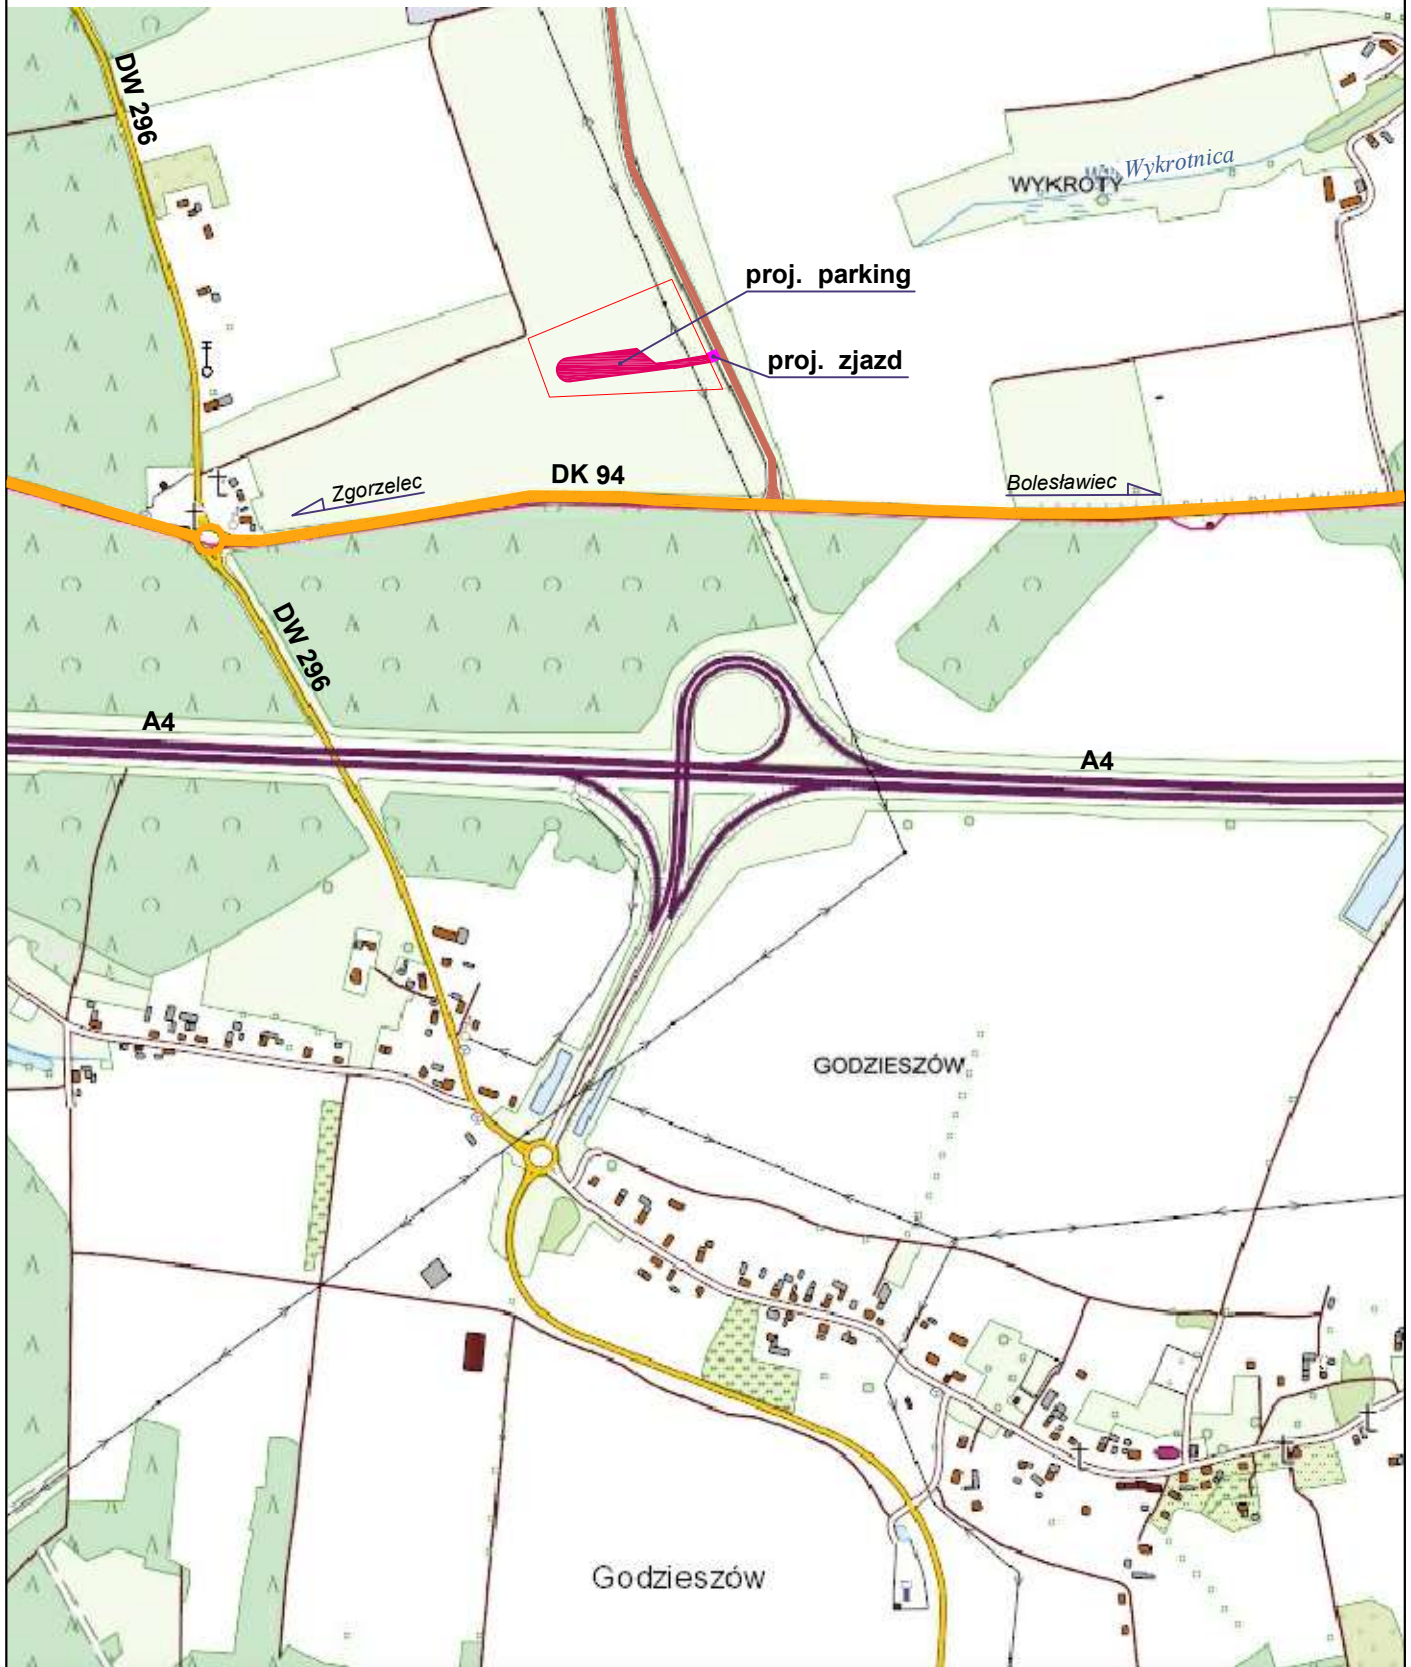 DW 296
Wykrotnica
WYKROTY
proj. parking
proj. zjazd
DK 94
Zgorzelec
Bolesławiec
DW 296
A4
A4
GODZIESZÓW
Godzieszów